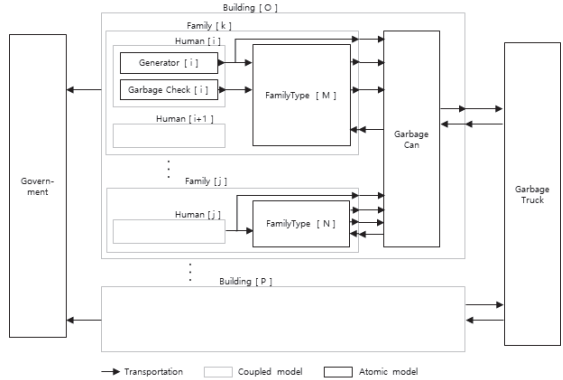 Building [ O ]
Family [ k ]
Human [ i ]
Generator [ i ]
Garbage Check [ i ]
FamilyType [ M ]
Human [ i+1 ]
Garbage
Can
Govern-
ment
Garbage
Truck
Family [ j ]
Human [ j ]
FamilyType [ N ]
Building [ P ]
Transportation
Coupled model
Atomic model